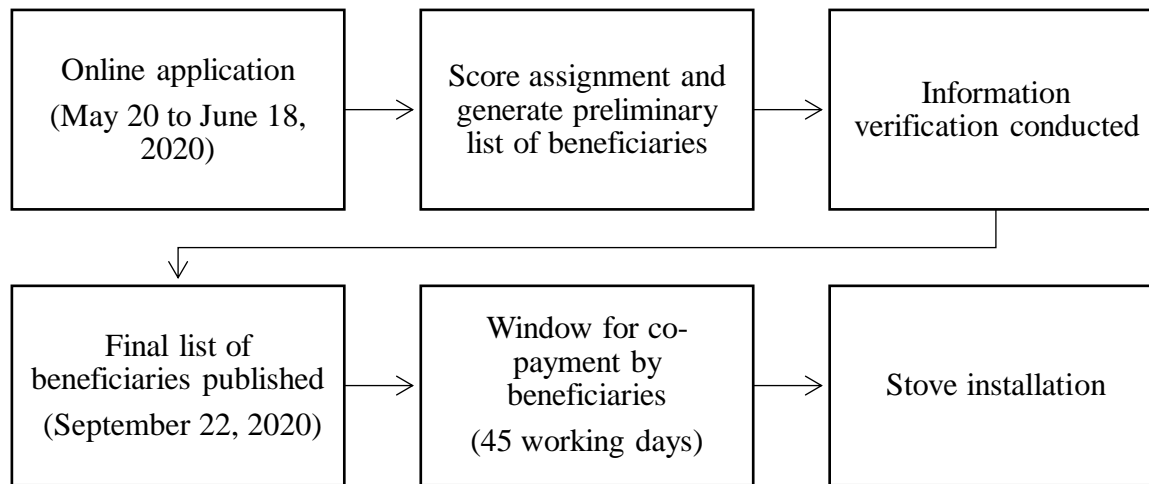 Online application
(May 20 to June 18,
2020)
Score assignment and
generate preliminary
list of beneficiaries
Information
verification conducted
Final list of
beneficiaries published
(September 22, 2020)
Window for co-
payment by
beneficiaries
(45 working days)
Stove installation